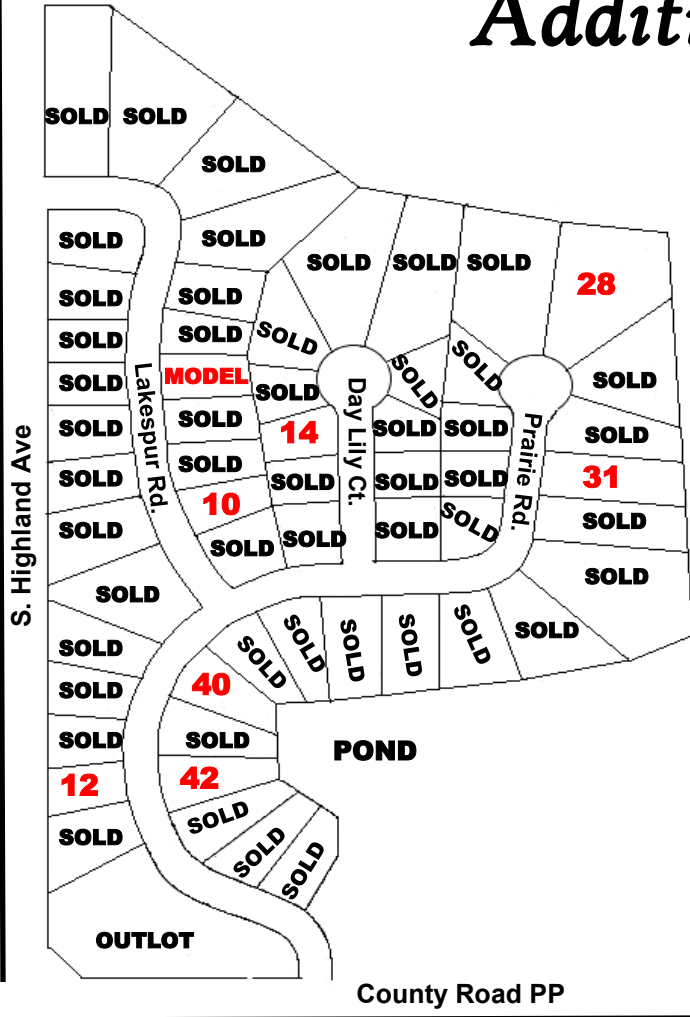 Additi
SOLD SOLD
SOLD
SOLD SOLD
SOLD SOLD SOLD
28
SOLD SOLD
SOLD SOLD SOLD
SOLD
SOLD MODEL SOLD SOLD SOLD
Lakespur Rd.
Day Lily Ct.
Prairie Rd.
S. Highland Ave
SOLD SOLD 14 SOLD SOLD SOLD
SOLD SOLD SOLD SOLD SOLD 31
10
SOLD SOLD SOLD SOLD SOLD SOLD
SOLD
SOLD
SOLD SOLD SOLD SOLD SOLD SOLD
SOLD
SOLD 40
SOLD SOLD POND
12 42
SOLD SOLD
SOLD SOLD
OUTLOT
County Road PP